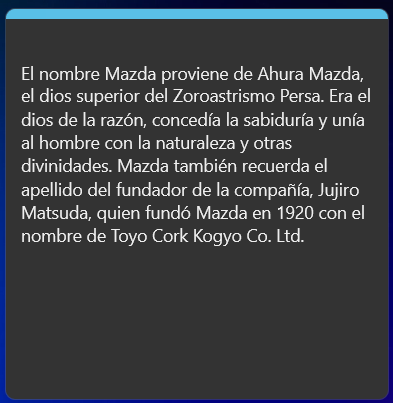 El nombre Mazda proviene de Ahura Mazda,
el dios superior del Zoroastrismo Persa. Era el
dios de la razón, concedía la sabiduría y unía
al hombre con la naturaleza y otras
divinidades. Mazda también recuerda el
apellido del fundador de la compañía, Jujiro
Matsuda, quien fundó Mazda en 1920 con el
nombre de Toyo Cork Kogyo Co. Ltd.